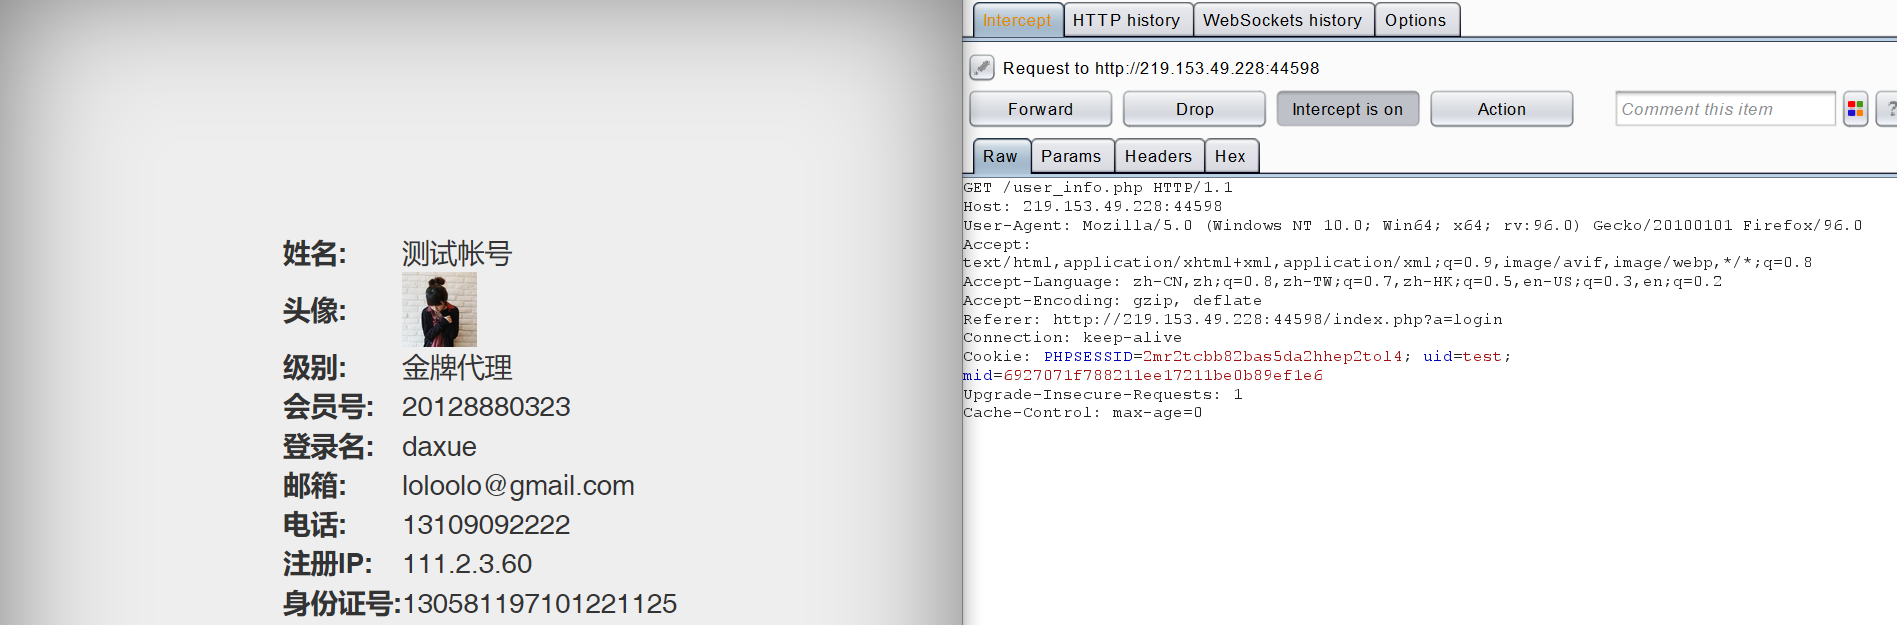 姓名: 测试帐号
头像:
级别: 金牌代理
会员号: 20128880323
登录名: daxue
邮箱: loloolo@gmail.com
电话: 13109092222
注册IP: 111.2.3.60
身份证号:130581197101221125
Intercept HTTP history WebSockets history Options
Request to http://219.153.49.228:44598
Forward Drop Intercept is on Action Comment this item ?
Raw Params Headers Hex
GET /user_info.php HTTP/1.1
Host: 219.153.49.228:44598
User-Agent: Mozilla/5.0 (Windows NT 10.0; Win64; x64; rv:96.0) Gecko/20100101 Firefox/96.0
Accept:
text/html,application/xhtml+xml,application/xml;q=0.9,image/avif,image/webp,*/*;q=0.8
Accept-Language: zh-CN,zh;q=0.8,zh-TW;q=0.7,zh-HK;q=0.5,en-US;q=0.3,en;q=0.2
Accept-Encoding: gzip, deflate
Referer: http://219.153.49.228:44598/index.php?a=login
Connection: keep-alive
Cookie: PHPSESSID=2mr2tcbb82bas5da2hhep2tol4; uid=test;
mid=6927071f788211ee17211be0b89ef1e6
Upgrade-Insecure-Requests: 1
Cache-Control: max-age=0